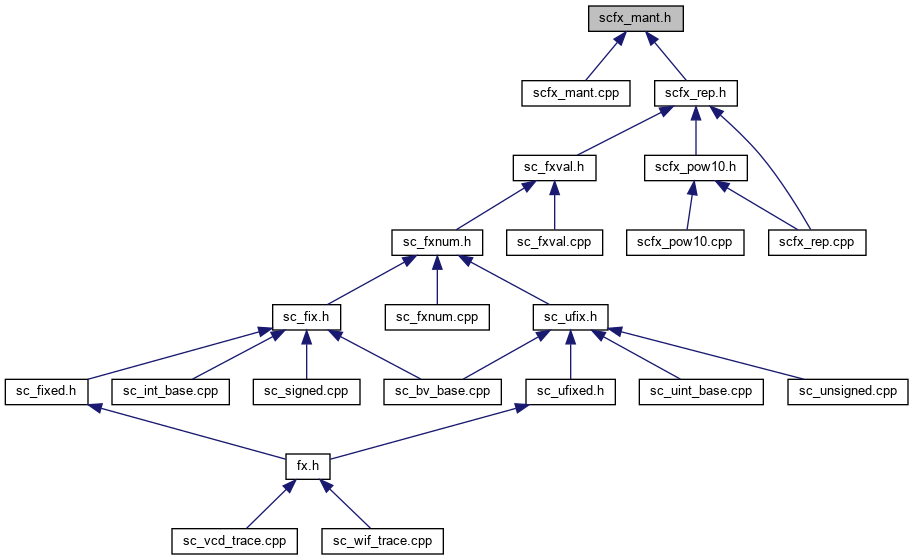 scfx_mant.h
scfx_mant.cpp
scfx_rep.h
sc_fxval.h
scfx_pow10.h
sc_fxnum.h
sc_fxval.cpp
scfx_pow10.cpp
scfx_rep.cpp
sc_fix.h
sc_fxnum.cpp
sc_ufix.h
sc_fixed.h
sc_int_base.cpp
sc_signed.cpp
sc_bv_base.cpp
sc_ufixed.h
sc_uint_base.cpp
sc_unsigned.cpp
fx.h
sc_vcd_trace.cpp
sc_wif_trace.cpp